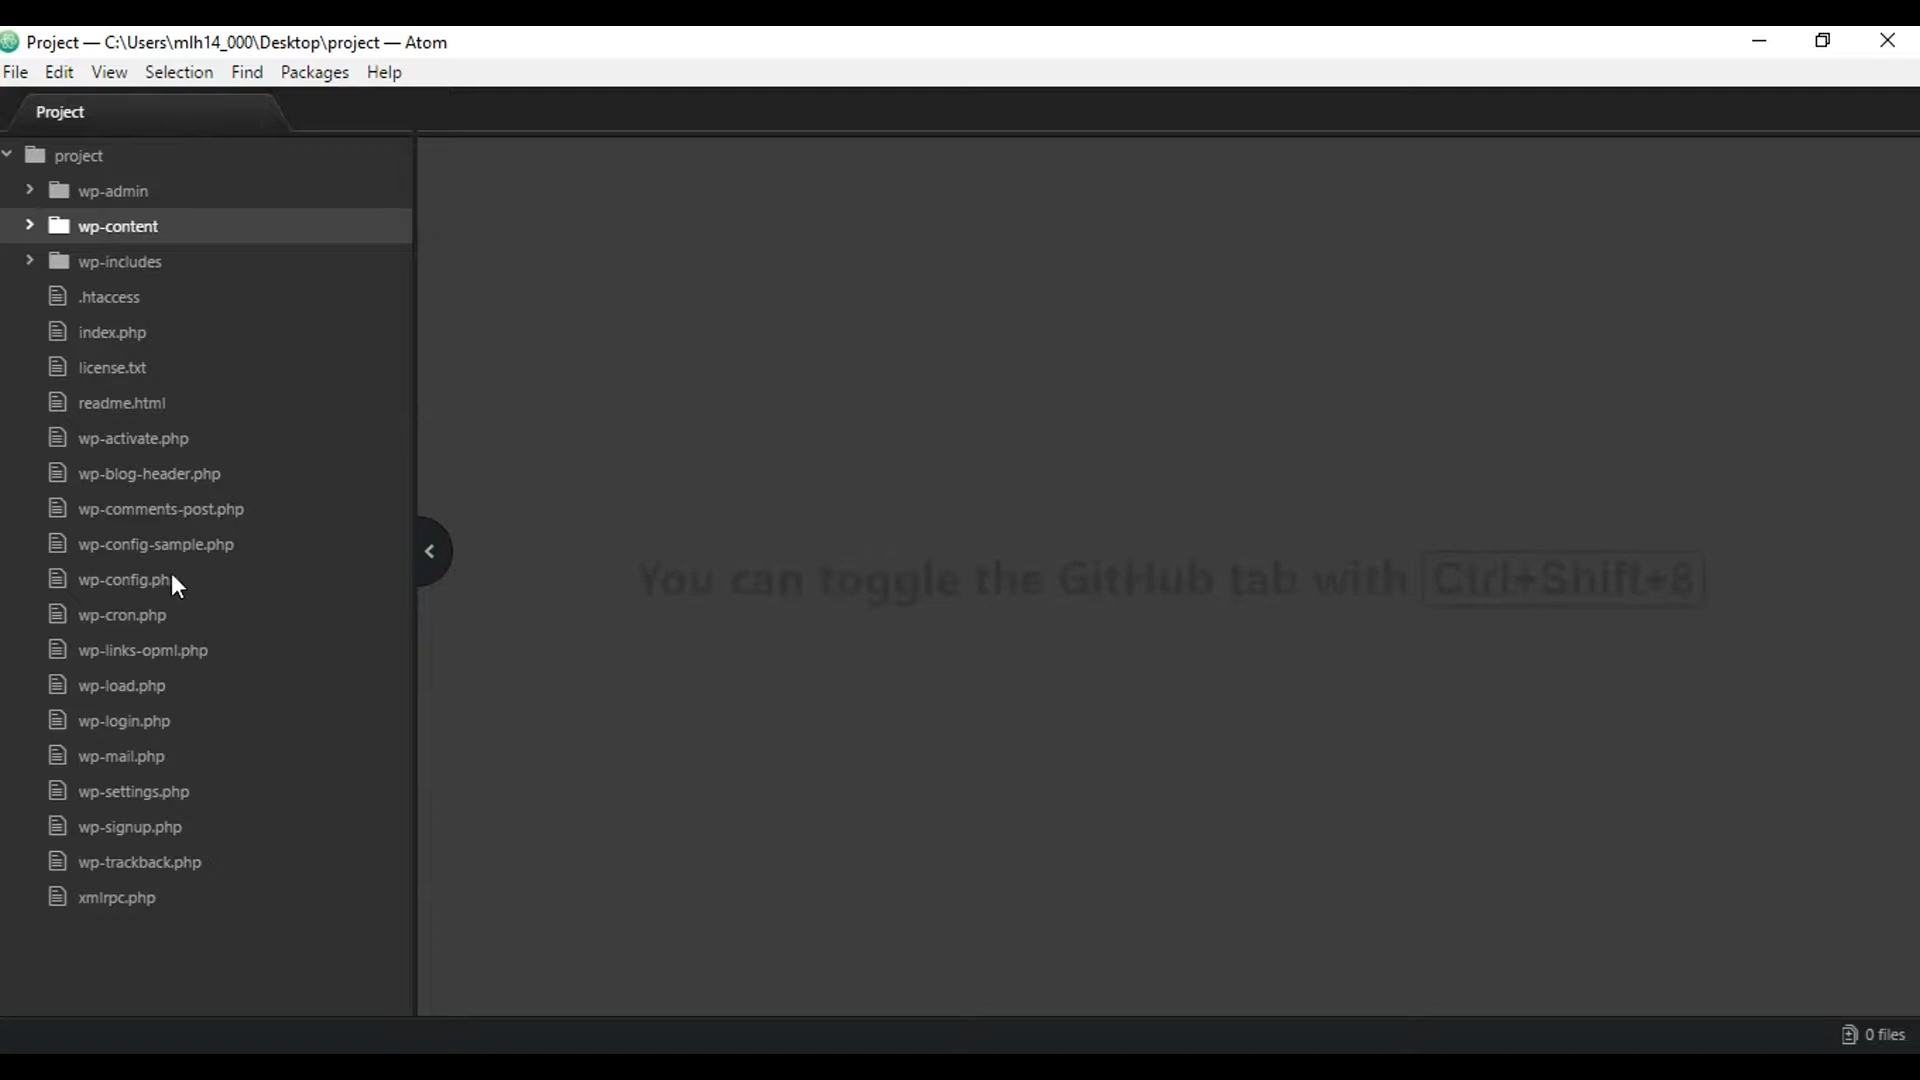 Project — C:\Users\mlh14_000\Desktop\project — Atom
File Edit View Selection Find Packages Help
Project
project
wp-admin
wp-content
wp-includes
.htaccess
index.php
license.txt
readme.html
wp-activate.php
wp-blog-header.php
wp-comments-post.php
wp-config-sample.php
wp-config.ph
wp-cron.php
wp-links-opml.php
wp-load.php
wp-login.php
wp-mail.php
wp-settings.php
wp-signup.php
wp-trackback.php
xmlrpc.php
You can toggle the GitHub tab with Ctrl+Shift+8
0 files